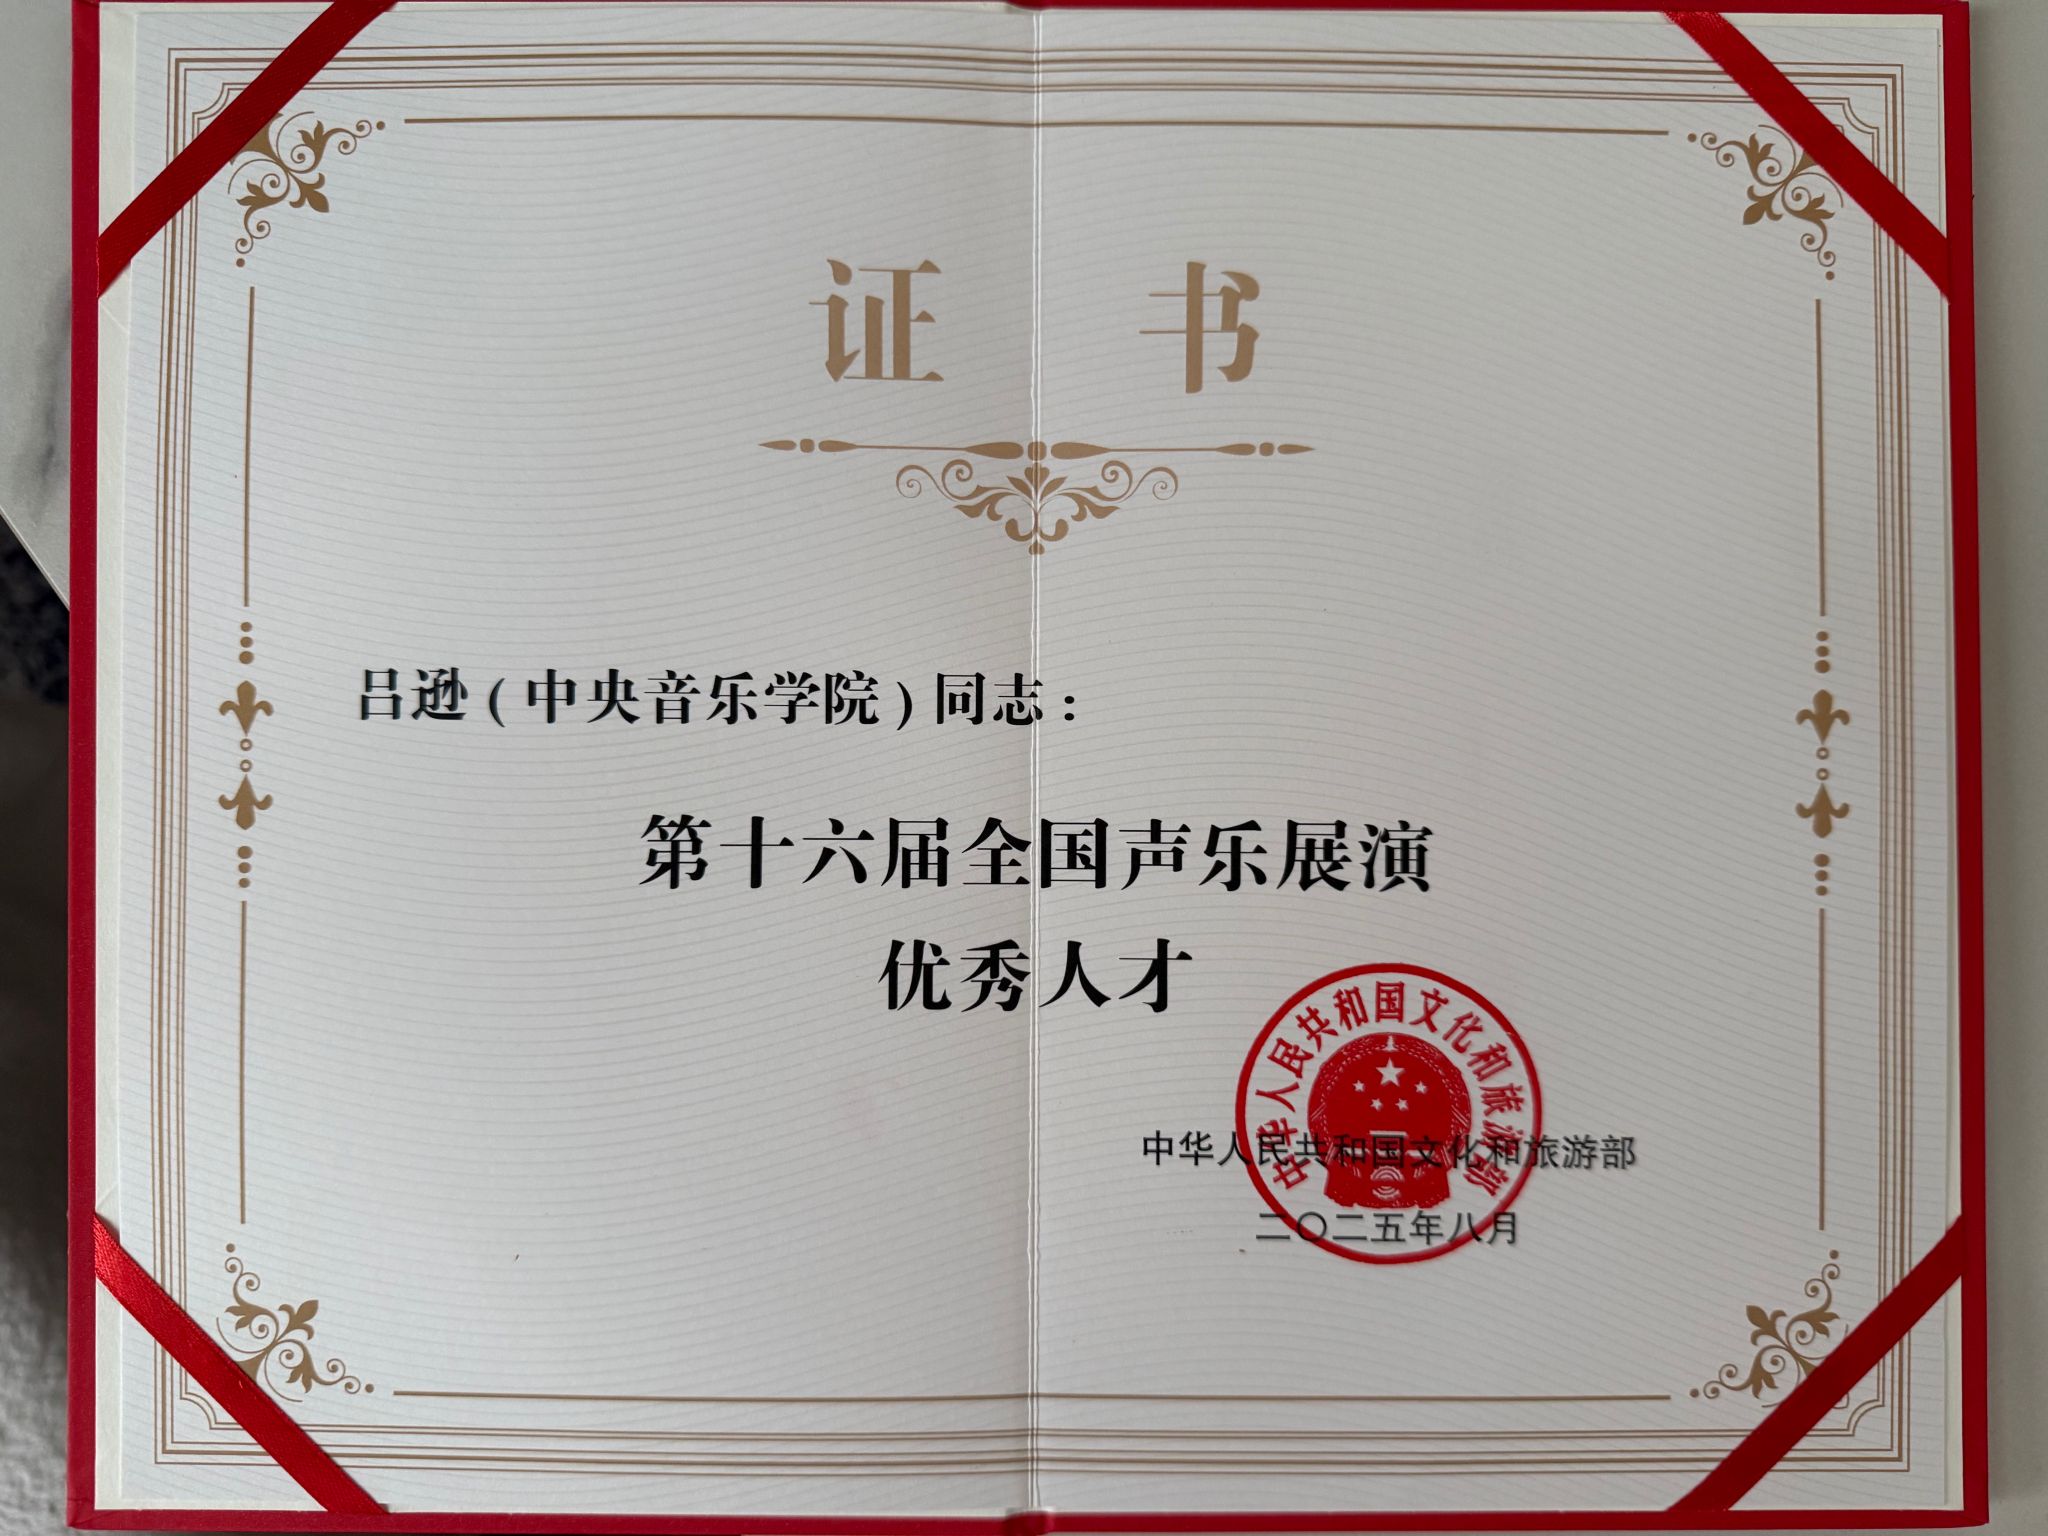 证书
吕逊(中央音乐学院)同志:
第十六届全国声乐展演
优秀人才
中华人民共和国文化和旅游部
中华人民共和国文化和旅游部
二〇二五年八月